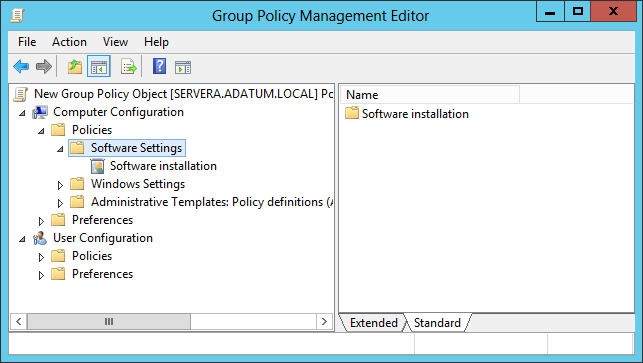 Group Policy Management Editor
File Action View Help
New Group Policy Object [SERVERA.ADATUM.LOCAL] Po
Computer Configuration
Policies
Software Settings
Software installation
Windows Settings
Administrative Templates: Policy definitions (A
Preferences
User Configuration
Policies
Preferences
Name
Software installation
Extended Standard